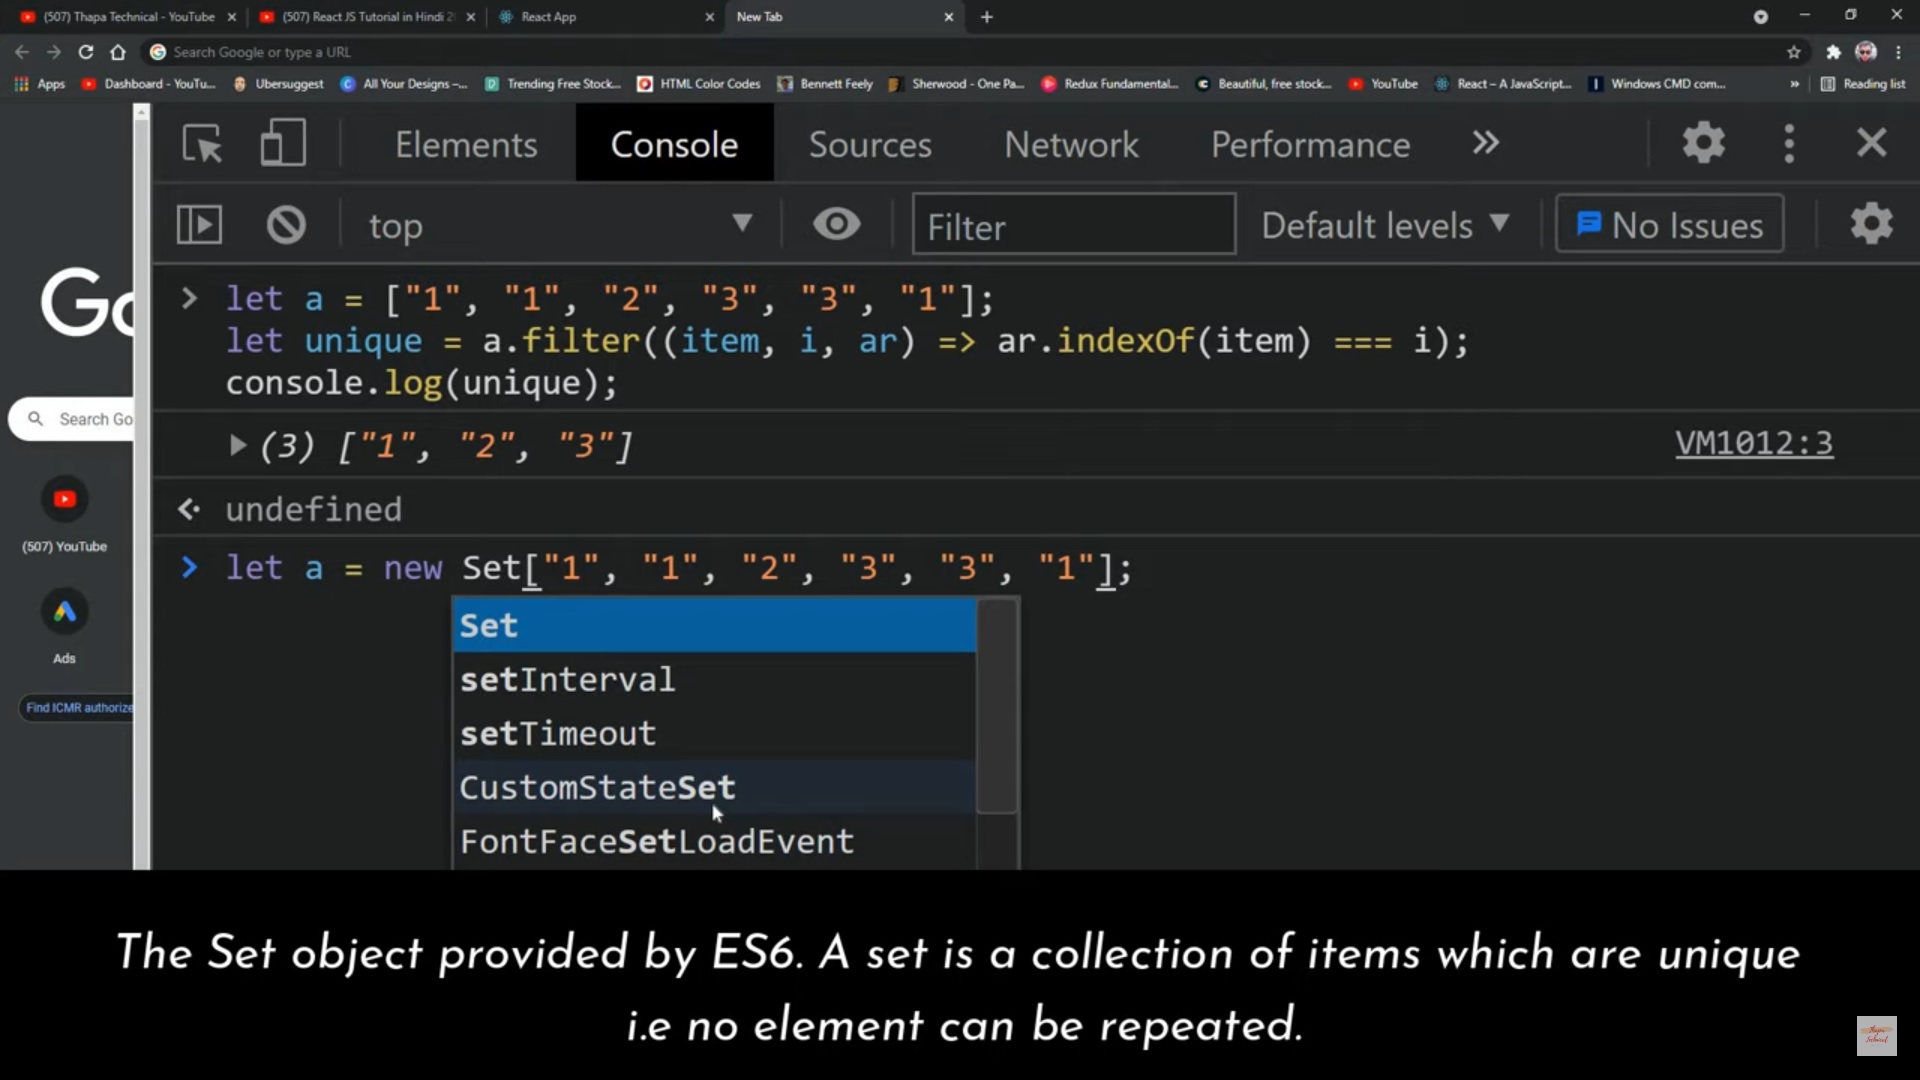 (507) Thapa Technical - YouTube
(507) React JS Tutorial in Hindi 2
React App
New Tab
Search Google or type a URL
Apps
Dashboard - YouTu...
Ubersuggest
All Your Designs –...
Trending Free Stock...
HTML Color Codes
Bennett Feely
Sherwood - One Pa...
Redux Fundamental...
Beautiful, free stock...
YouTube
React – A JavaScript...
Windows CMD com...
Reading list
Elements
Console
Sources
Network
Performance
top
Filter
Default levels
No Issues
Go
Search Go
(507) YouTube
Ads
Find ICMR authorize
let a = ["1", "1", "2", "3", "3", "1"];
let unique = a.filter((item, i, ar) => ar.indexOf(item) === i);
console.log(unique);
(3) ["1", "2", "3"]
VM1012:3
undefined
let a = new Set["1", "1", "2", "3", "3", "1"];
Set
setInterval
setTimeout
CustomStateSet
FontFaceSetLoadEvent
The Set object provided by ES6. A set is a collection of items which are unique
i.e no element can be repeated.